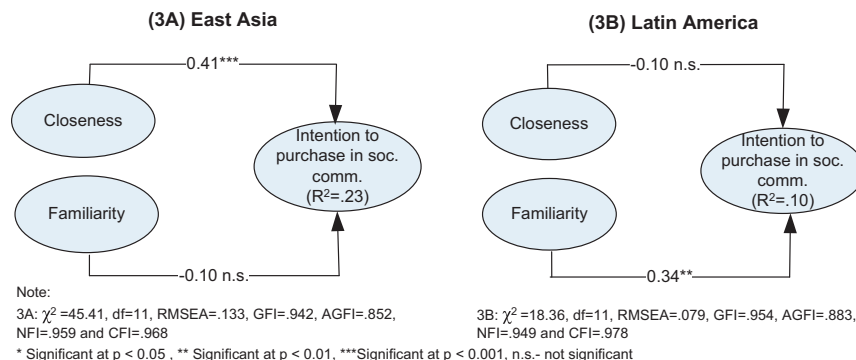 (3A) East Asia
0.41***
Closeness
Intention to
purchase in soc.
comm.
(R²=.23)
Familiarity
-0.10 n.s.
(3B) Latin America
-0.10 n.s.
Closeness
Intention to
purchase in soc.
comm.
(R²=.10)
Familiarity
0.34**
Note:
3A: χ² =45.41, df=11, RMSEA=.133, GFI=.942, AGFI=.852,
NFI=.959 and CFI=.968
3B: χ² =18.36, df=11, RMSEA=.079, GFI=.954, AGFI=.883,
NFI=.949 and CFI=.978
* Significant at p < 0.05 , ** Significant at p < 0.01, ***Significant at p < 0.001, n.s.- not significant